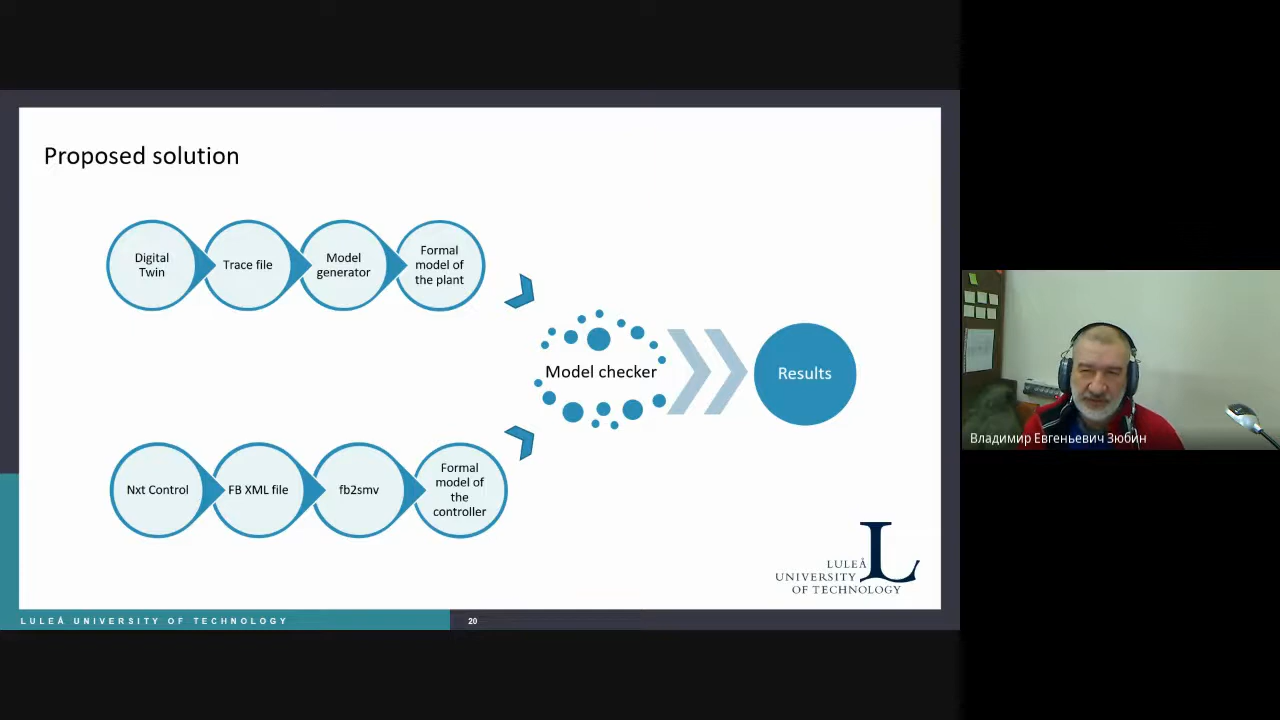 Proposed solution
Digital
Twin
Trace file
Model
generator
Formal
model of
the plant
Model checker
Results
Nxt Control
FB XML file
fb2smv
Formal
model of
the
controller
LULEÅ
UNIVERSITY
OF TECHNOLOGY
L
LULEÅ UNIVERSITY OF TECHNOLOGY
20
Владимир Евгеньевич Зюбин